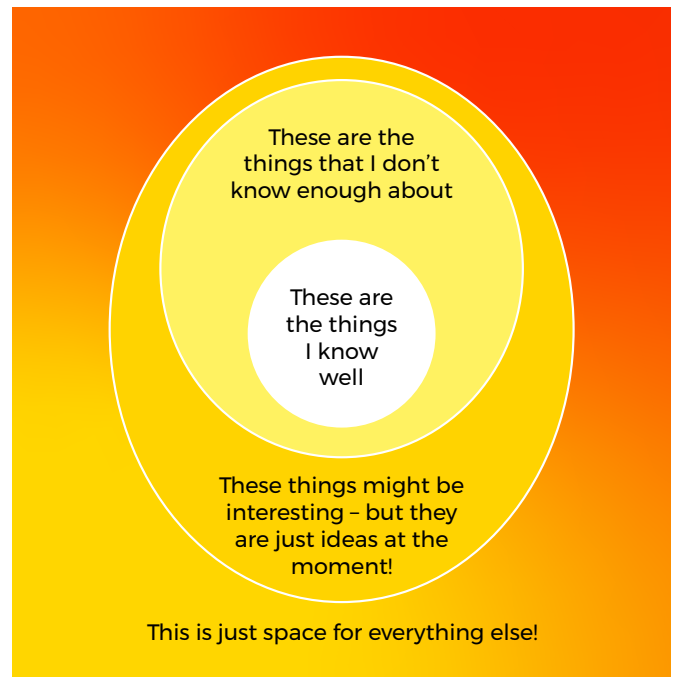 These are the
things that I don’t
know enough about
These are
the things
I know
well
These things might be
interesting – but they
are just ideas at the
moment!
This is just space for everything else!